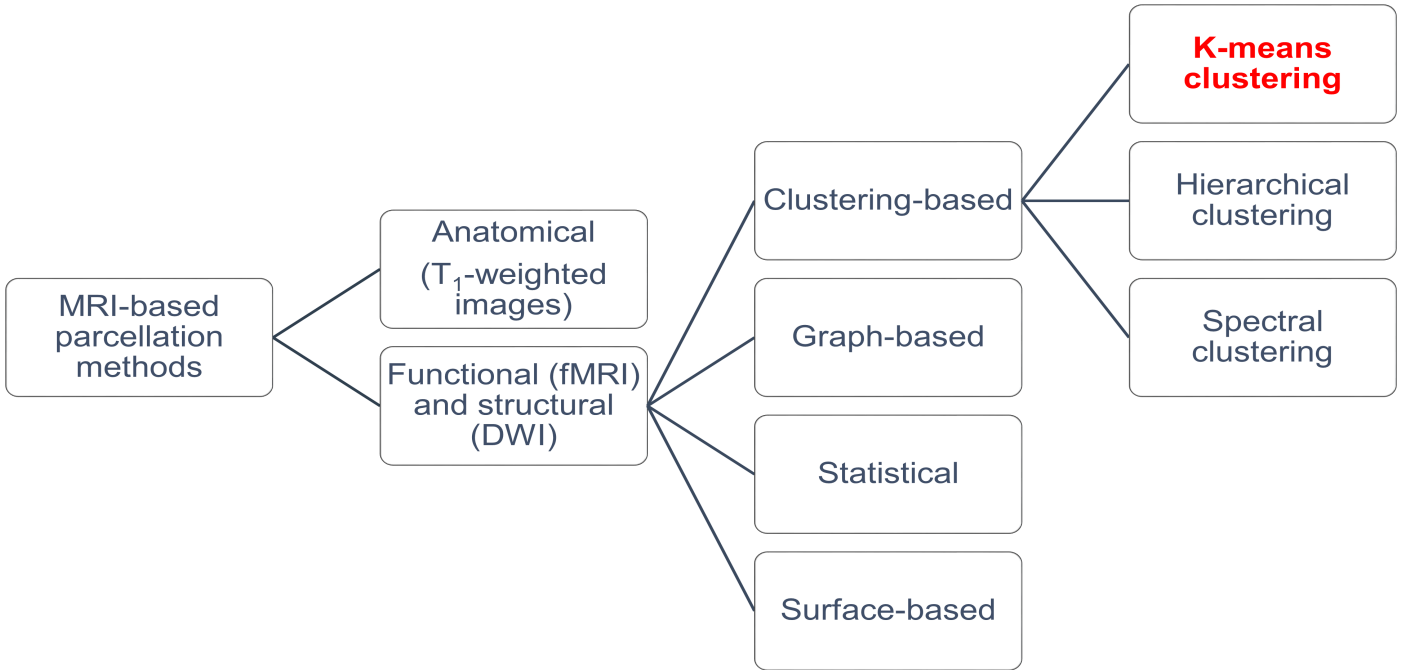 MRI-based
parcellation
methods
Anatomical
(T₁-weighted
images)
Functional (fMRI)
and structural
(DWI)
Clustering-based
Graph-based
Statistical
Surface-based
K-means
clustering
Hierarchical
clustering
Spectral
clustering